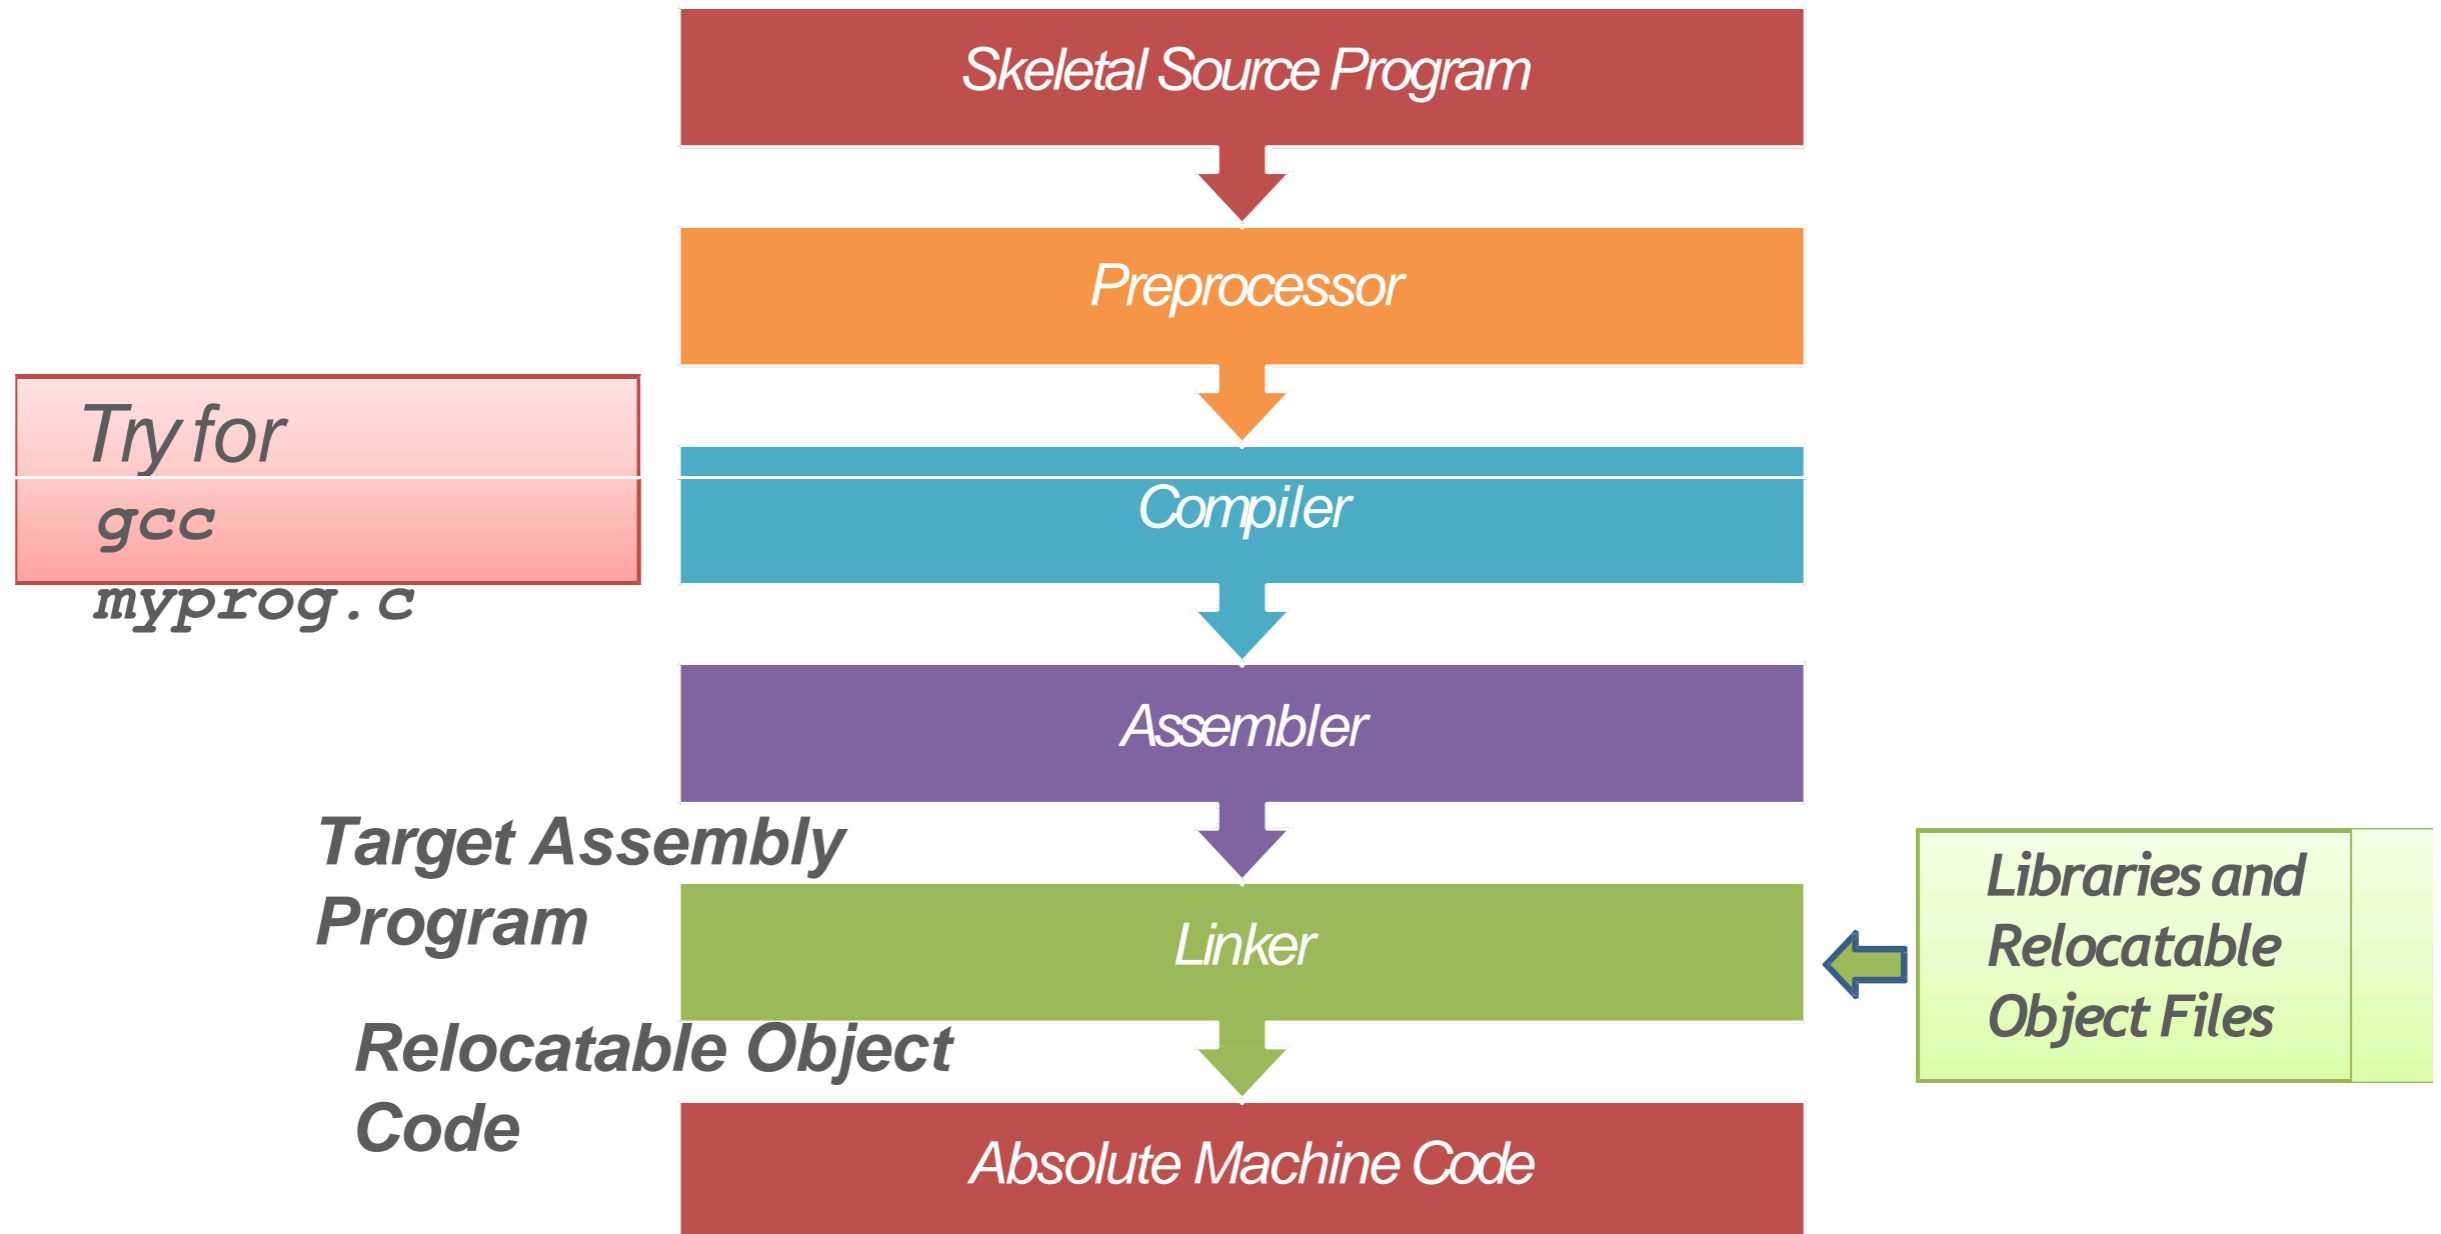 Skeletal Source Program
Preprocessor
Try for
gcc
myprog.c
Compiler
Assembler
Target Assembly
Program
Linker
Libraries and
Relocatable
Object Files
Relocatable Object
Code
Absolute Machine Code